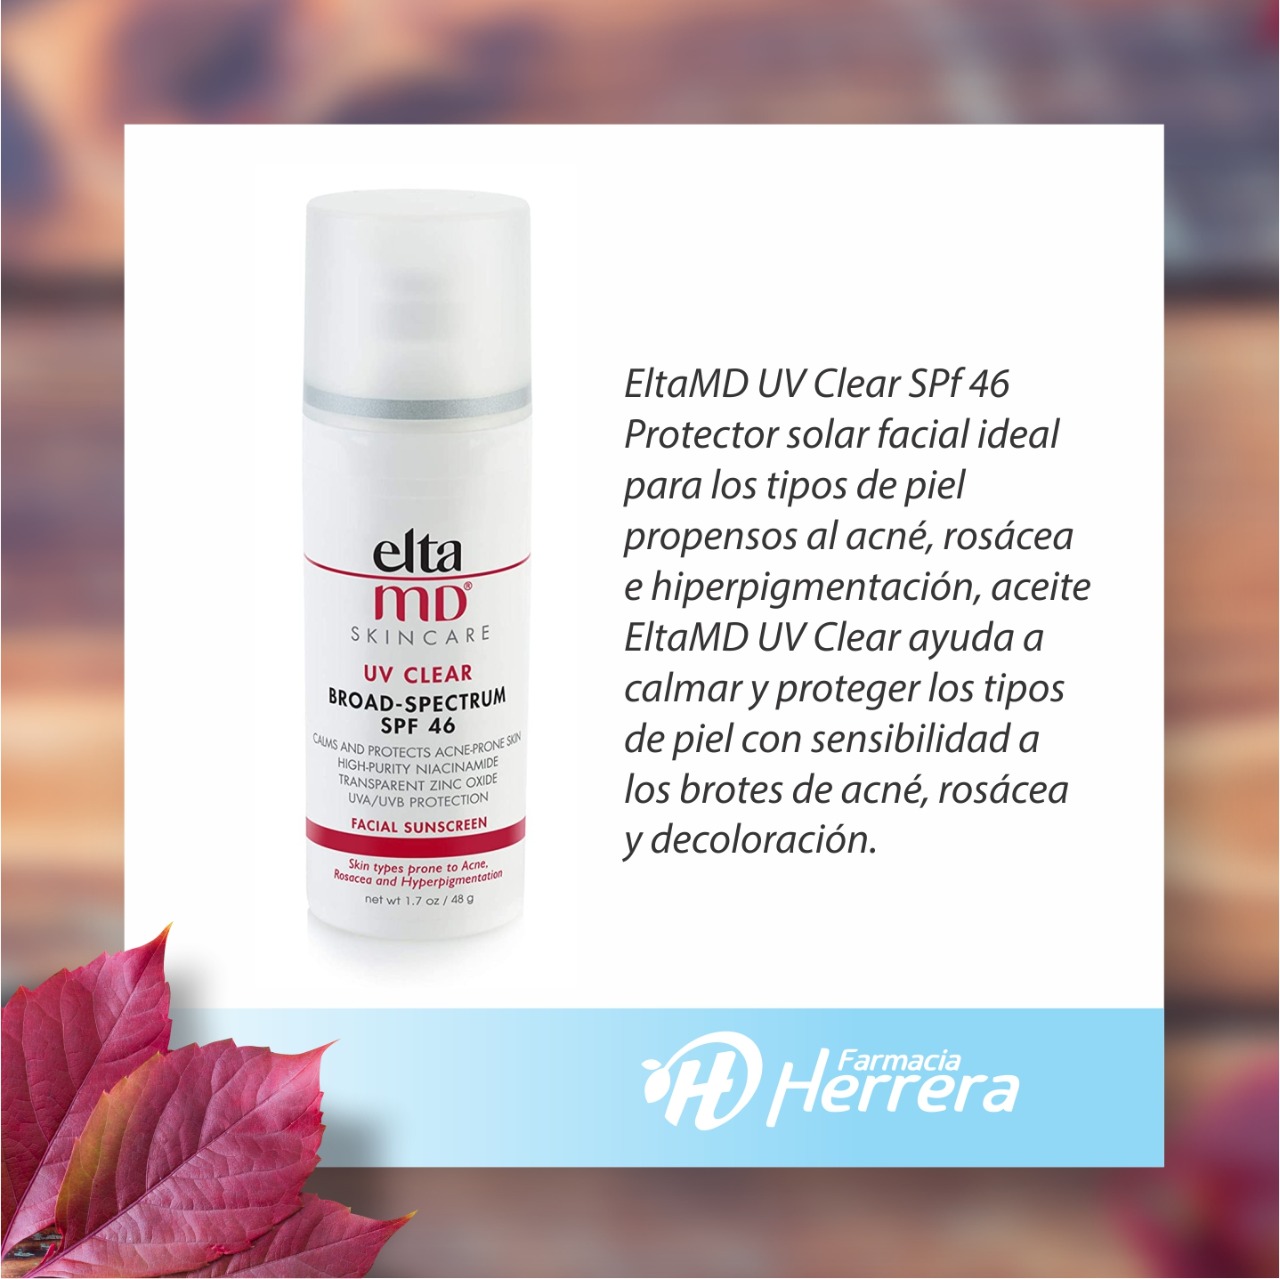 elta
MD®
SKINCARE
UV CLEAR
BROAD-SPECTRUM
SPF 46
CALMS AND PROTECTS ACNE-PRONE SKIN
HIGH-PURITY NIACINAMIDE
TRANSPARENT ZINC OXIDE
UVA/UVB PROTECTION
FACIAL SUNSCREEN
Skin types prone to Acne,
Rosacea and Hyperpigmentation
net wt 1.7 oz / 48 g
EltaMD UV Clear SPf 46
Protector solar facial ideal
para los tipos de piel
propensos al acné, rosácea
e hiperpigmentación, aceite
EltaMD UV Clear ayuda a
calmar y proteger los tipos
de piel con sensibilidad a
los brotes de acné, rosácea
y decoloración.
H Farmacia
Herrera